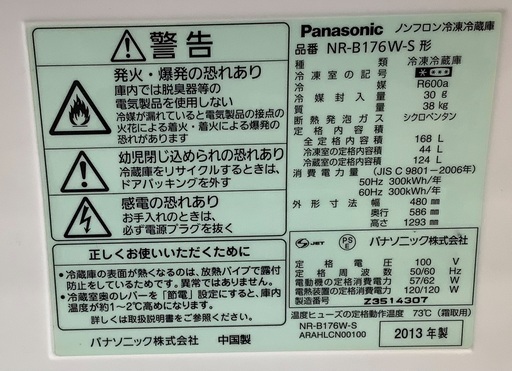 警告
発火・爆発の恐れあり
庫内では脱臭器等の
電気製品を使用しない
冷媒が漏れていると電気製品の接点の
火花による着火・着火爆発の恐れあり
幼児閉じ込められの恐れあり
冷蔵庫をリサイクルするときは、
ドアパッキングを外す
感電の恐れあり
お手入れのときは、
必ず電源プラグを抜く
正しくお使いいただくために
・冷蔵庫の表面が熱くなるのは、放熱パイプで露付
防止をしているためです。異常ではありません。
・冷蔵室奥のレバーを「節電」設定にすると、庫内
温度が約1~2℃高めになります。
詳しくは取扱説明書をご参照ください。
パナソニック株式会社 中国製
Panasonic ノンフロン冷凍冷蔵庫
品番 NR-B176W-S 形
種類 冷凍冷蔵庫
冷凍室の記号
冷媒 R600a
冷媒封入量 30 g
質量 38 kg
断熱発泡ガス シクロペンタン
定格内容積
全定格内容積 168 L
冷凍室の定格内容積 44 L
冷蔵室の定格内容積 124 L
消費電力量 (JIS C 9801-2006年)
50Hz 300kWh/年
60Hz 300kWh/年
外形寸法 幅 480 mm
奥行 586 mm
高さ 1293 mm
JET PS E パナソニック株式会社
定格電圧 100 V
定格周波数 50/60 Hz
電動機の定格消費電力 57/62 W
電熱装置の定格消費電力 120/120 W
製造番号 Z3514307
温度ヒューズの定格動作温度 73℃ (霜取用)
NR-B176W-S
ARAHLCN00100
2013 年製